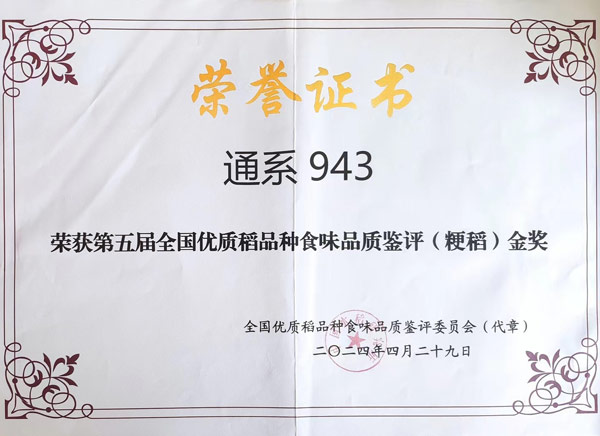 荣誉证书
通系 943
荣获第五届全国优质稻品种食味品质鉴评（粳稻）金奖
全国优质稻品种食味品质鉴评委员会（代章）
二〇二四年四月二十九日